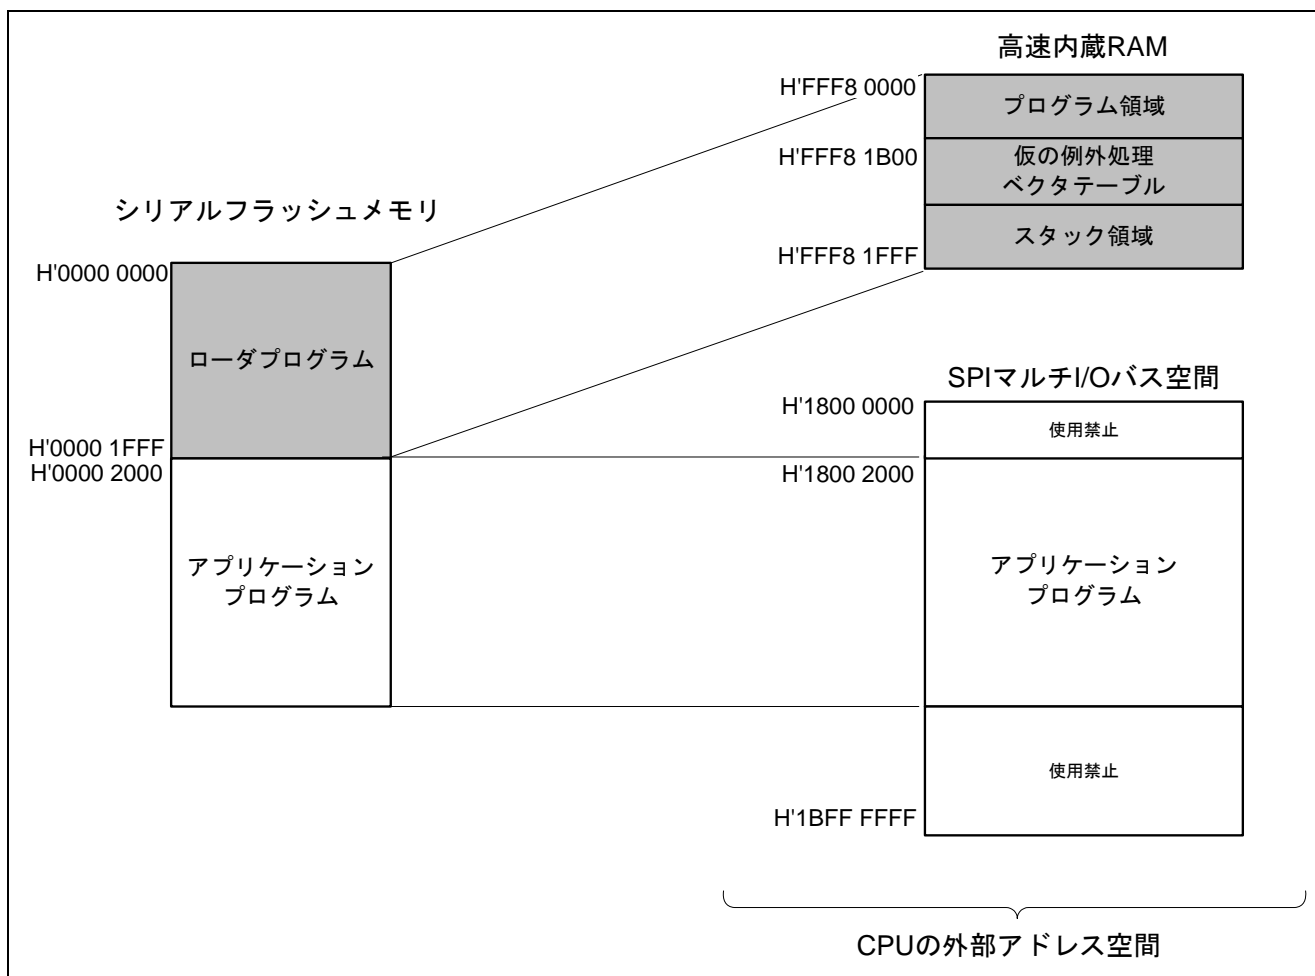 高速内蔵RAM
H'FFF8 0000
プログラム領域
H'FFF8 1B00
仮の例外処理
ベクタテーブル
スタック領域
H'FFF8 1FFF
シリアルフラッシュメモリ
H'0000 0000
ローダプログラム
H'0000 1FFF
H'0000 2000
アプリケーション
プログラム
SPIマルチI/Oバス空間
H'1800 0000
使用禁止
H'1800 2000
アプリケーション
プログラム
使用禁止
H'1BFF FFFF
CPUの外部アドレス空間